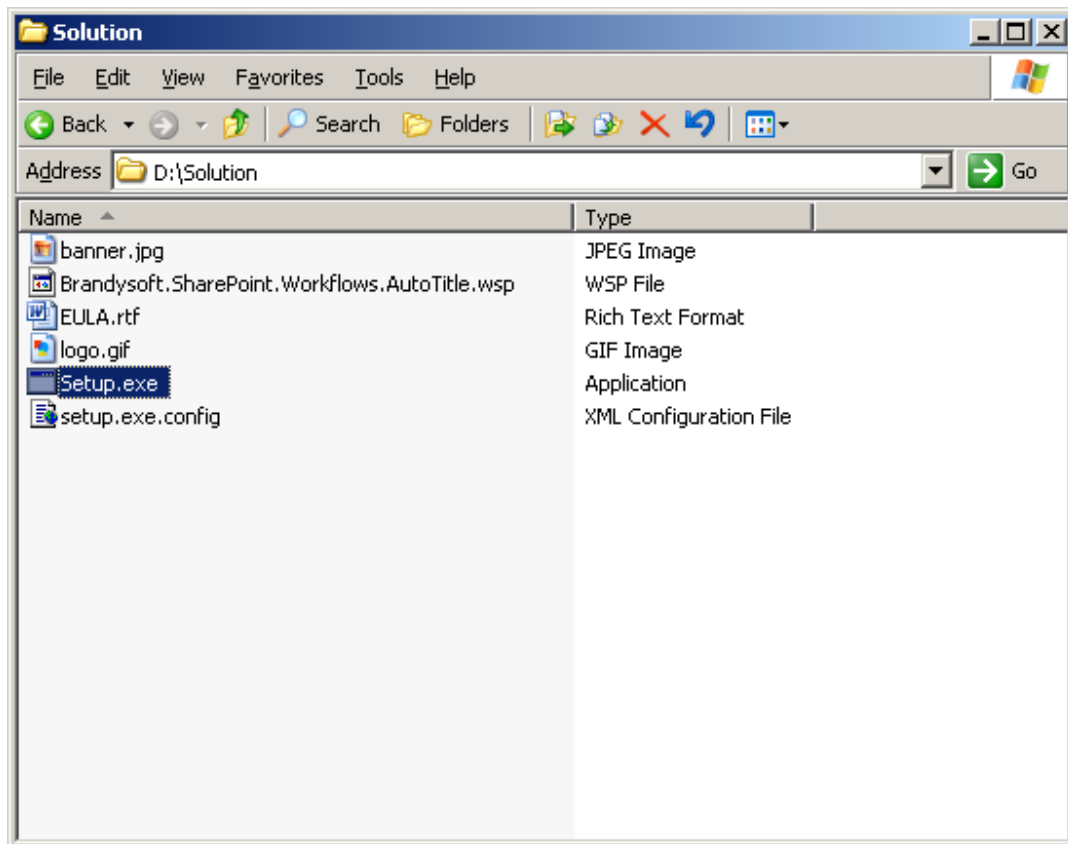 Solution
File Edit View Favorites Tools Help
Back Search Folders
Address D:\Solution Go
Name Type
banner.jpg JPEG Image
Brandysoft.SharePoint.Workflows.AutoTitle.wsp WSP File
EULA.rtf Rich Text Format
logo.gif GIF Image
Setup.exe Application
setup.exe.config XML Configuration File